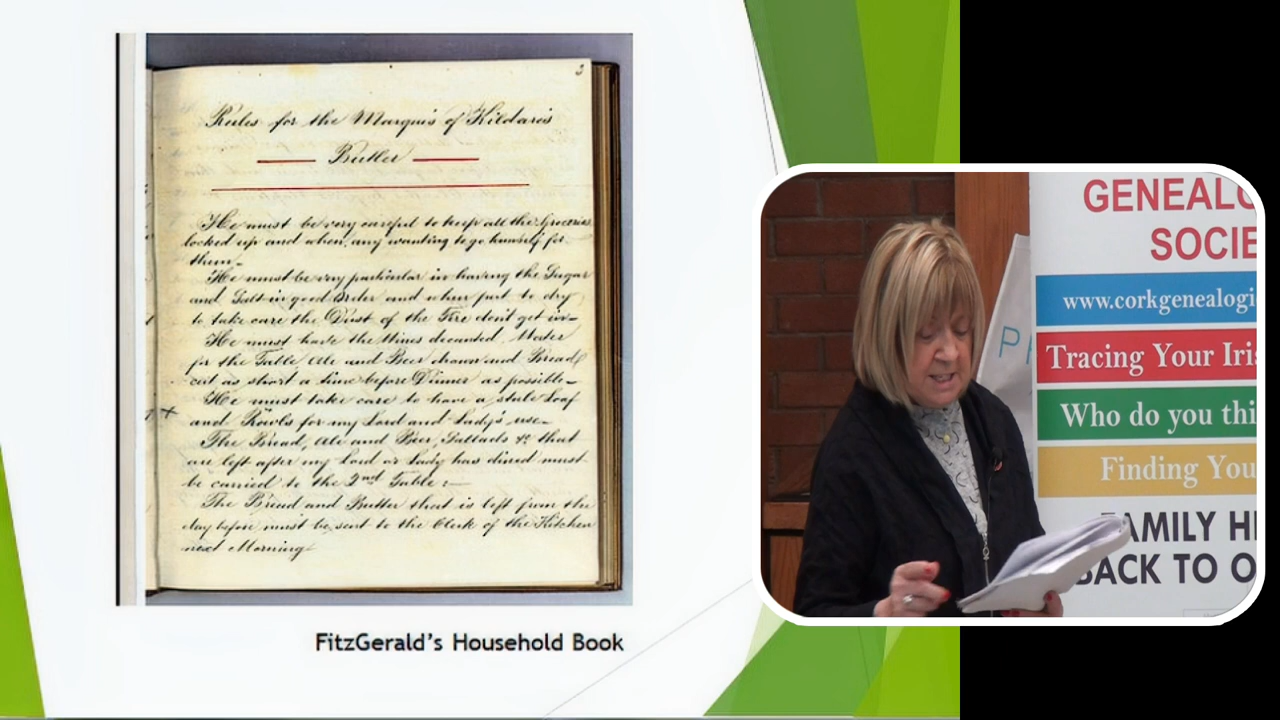 3
Rules for the Marquis of Kildare's
Butler
He must be very careful to keep all the Groceries
locked up and when any wanting to go himself for
them
He must be very particular in having the Sugar
and Salt in good Order and when put to dry
to take care the Dust of the Fire don't get in
He must have the Wines decanted, Water
for the Table Ale and Beer drawn and Bread
cut as short a time before Dinner as possible
He must take care to have a stale Loaf
and Rowls for my Lord and Lady's use
The Bread, Ale and Beer, Sallads &c that
are left after my Lord or Lady has dined must
be carried to the 2nd Table :
The Bread and Butter that is left from the
day before must be sent to the Clerk of the Kitchen
next Morning
FitzGerald's Household Book
GENEALO
SOCIE
www.corkgenealogi
Tracing Your Iri
Who do you thi
Finding You
FAMILY HI
BACK TO O
P